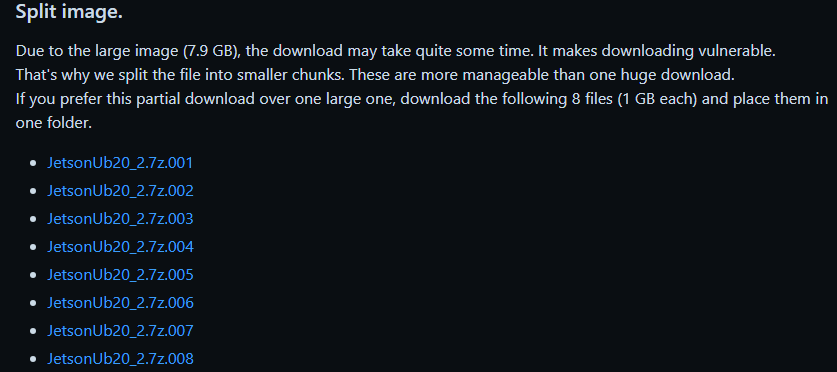 Split image.
Due to the large image (7.9 GB), the download may take quite some time. It makes downloading vulnerable.
That's why we split the file into smaller chunks. These are more manageable than one huge download.
If you prefer this partial download over one large one, download the following 8 files (1 GB each) and place them in
one folder.
JetsonUb20_2.7z.001
JetsonUb20_2.7z.002
JetsonUb20_2.7z.003
JetsonUb20_2.7z.004
JetsonUb20_2.7z.005
JetsonUb20_2.7z.006
JetsonUb20_2.7z.007
JetsonUb20_2.7z.008